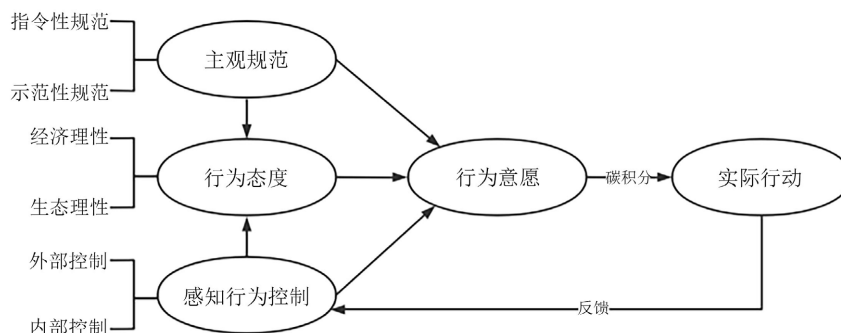 指令性规范
主观规范
示范性规范
经济理性
行为态度
行为意愿
碳积分
实际行动
生态理性
外部控制
感知行为控制
反馈
内部控制